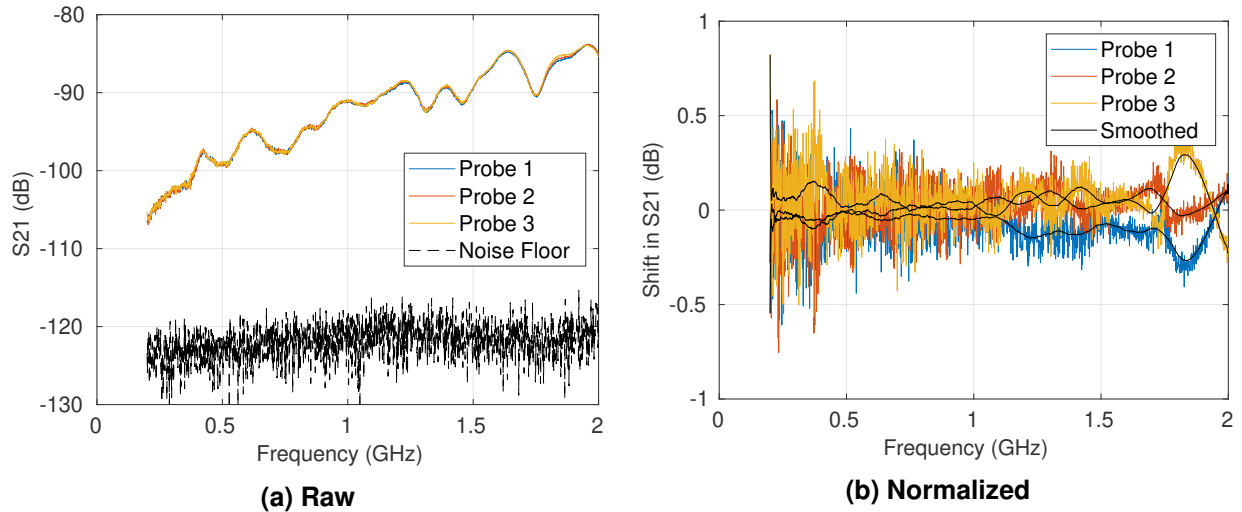 -80
-90
-100
-110
-120
-130
S21 (dB)
Probe 1
Probe 2
Probe 3
Noise Floor
0
0.5
1
1.5
2
Frequency (GHz)
(a) Raw
1
0.5
0
-0.5
-1
Shift in S21 (dB)
Probe 1
Probe 2
Probe 3
Smoothed
0
0.5
1
1.5
2
Frequency (GHz)
(b) Normalized